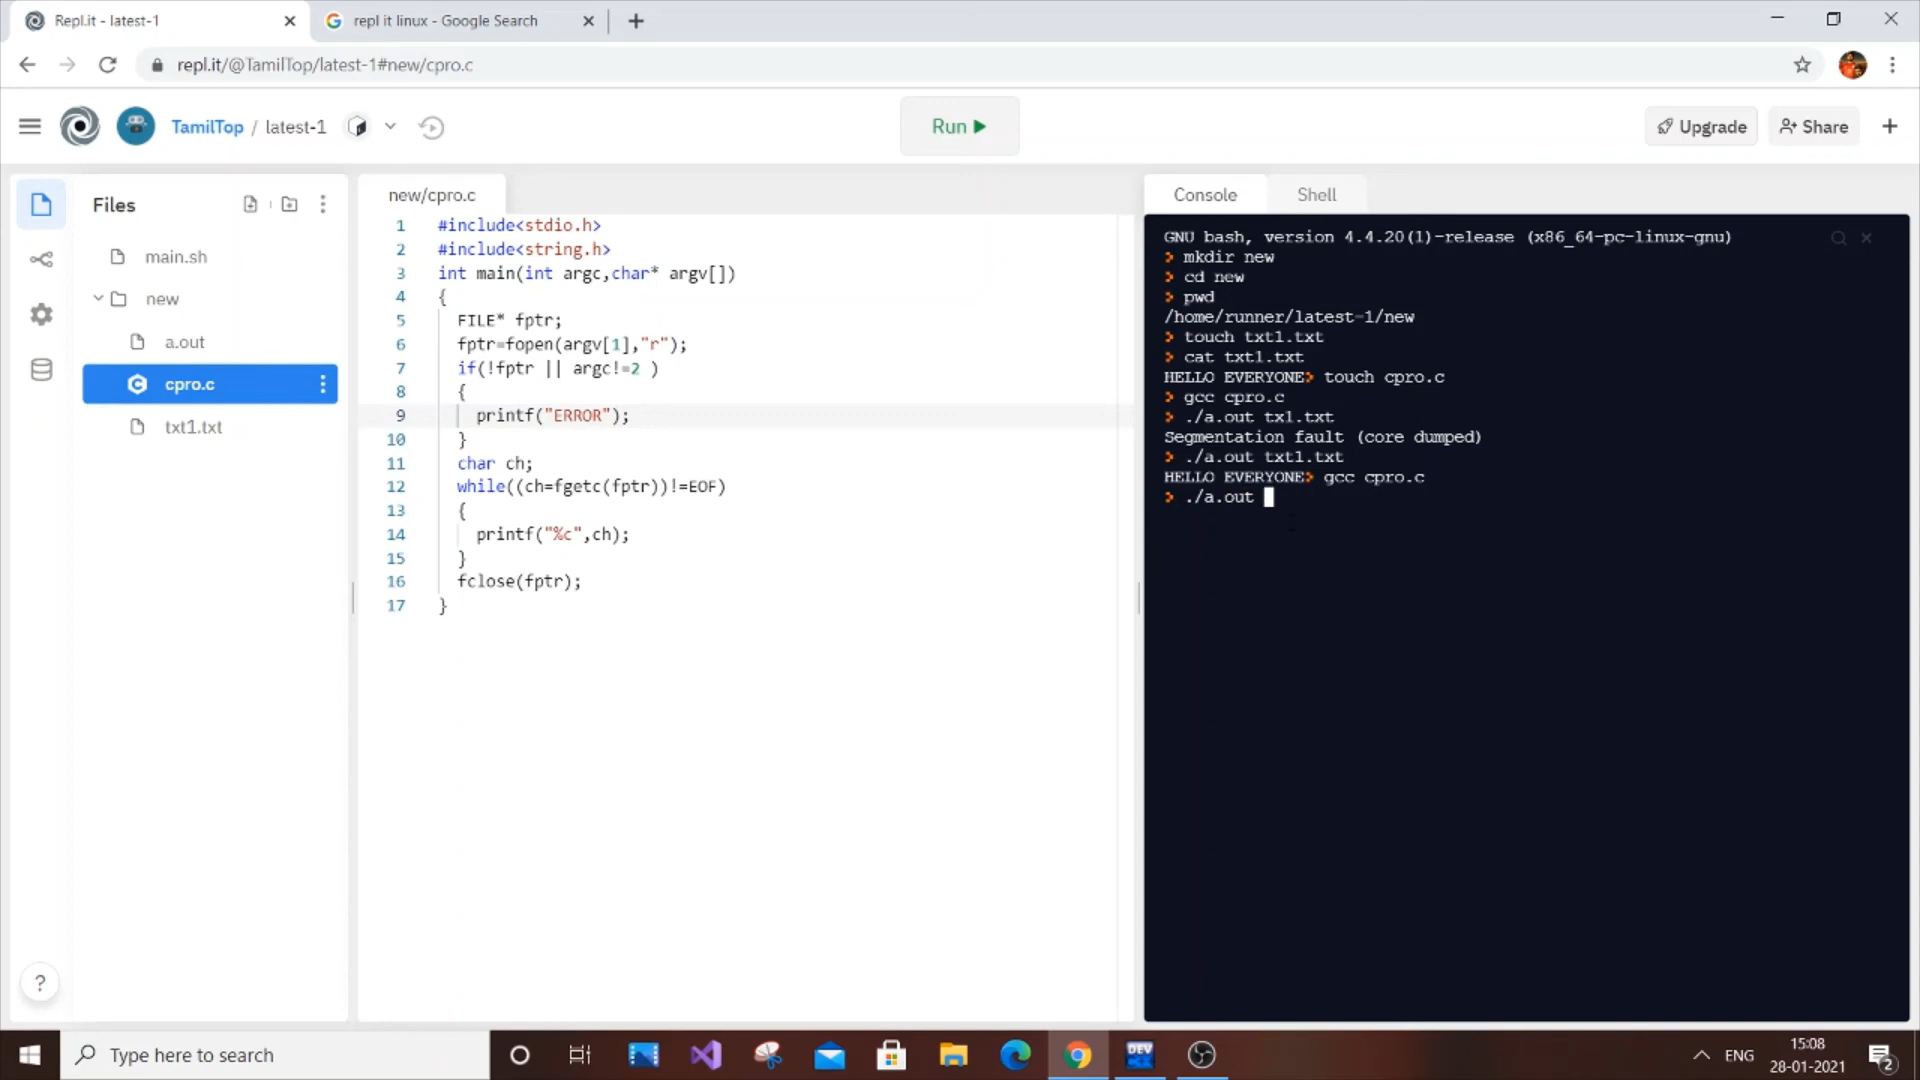 Repl.it - latest-1
repl it linux - Google Search
repl.it/@TamilTop/latest-1#new/cpro.c
TamilTop / latest-1
Run
Upgrade
Share
Files
main.sh
new
a.out
cpro.c
txt1.txt
new/cpro.c
1 #include<stdio.h>
2 #include<string.h>
3 int main(int argc,char* argv[])
4 {
5 FILE* fptr;
6 fptr=fopen(argv[1],"r");
7 if(!fptr || argc!=2 )
8 {
9 printf("ERROR");
10 }
11 char ch;
12 while((ch=fgetc(fptr))!=EOF)
13 {
14 printf("%c",ch);
15 }
16 fclose(fptr);
17 }
Console
Shell
GNU bash, version 4.4.20(1)-release (x86_64-pc-linux-gnu)
> mkdir new
> cd new
> pwd
/home/runner/latest-1/new
> touch txt1.txt
> cat txt1.txt
HELLO EVERYONE> touch cpro.c
> gcc cpro.c
> ./a.out tx1.txt
Segmentation fault (core dumped)
> ./a.out txt1.txt
HELLO EVERYONE> gcc cpro.c
> ./a.out
?
Type here to search
DEV
ENG
15:08
28-01-2021
2